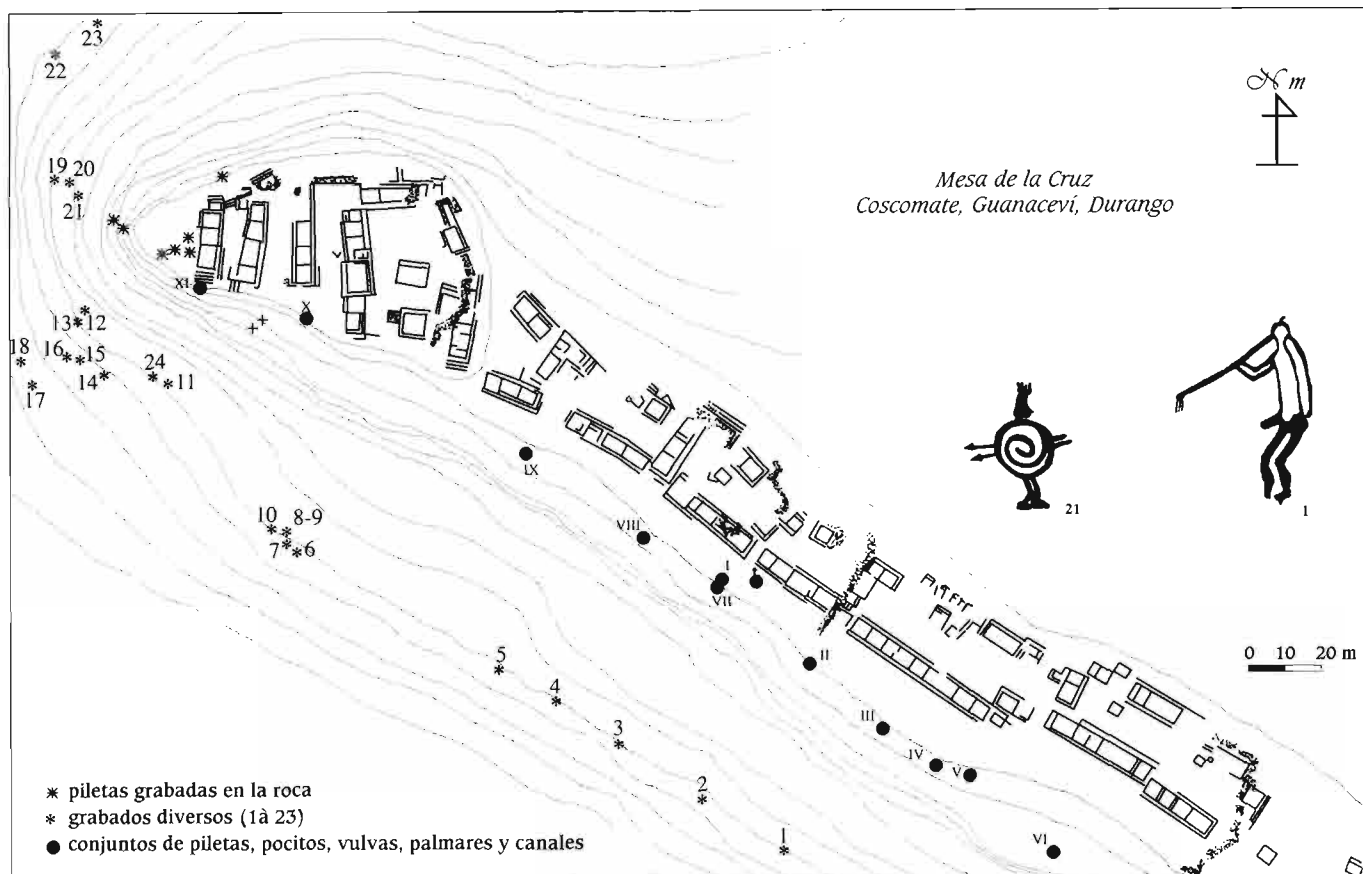 23
22
N m
Mesa de la Cruz
Coscomate, Guanaceví, Durango
19 20
21
XI
X
13 12
18 16 15
14 24 11
17
IX
21
1
10 8-9
7 6
VIII
I
VII
II
5
4
III
3
IV V
2
1
VI
0 10 20 m
* piletas grabadas en la roca
* grabados diversos (1à 23)
● conjuntos de piletas, pocitos, vulvas, palmares y canales